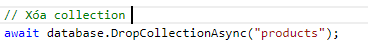 // Xóa collection
await database.DropCollectionAsync("products");